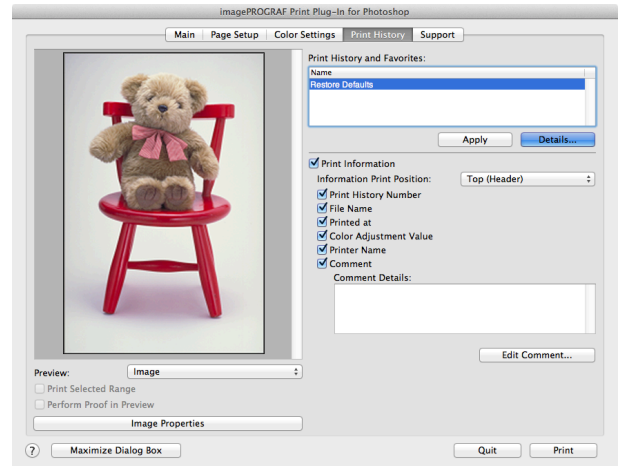 imagePROGRAF Print Plug-In for Photoshop
Main Page Setup Color Settings Print History Support
Print History and Favorites:
Name
Restore Defaults
Apply Details...
Print Information
Information Print Position: Top (Header)
Print History Number
File Name
Printed at
Color Adjustment Value
Printer Name
Comment
Comment Details:
Edit Comment...
Preview: Image
Print Selected Range
Perform Proof in Preview
Image Properties
? Maximize Dialog Box Quit Print